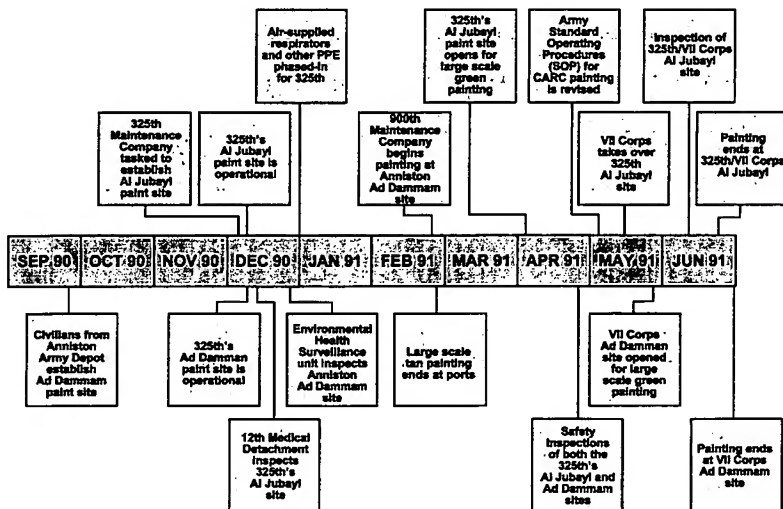 Air-supplied
respirators
and other PPE
phased-in
for 325th
325th's
Al Jubayl
paint site
opens for
large scale
green
painting
Army
Standard
Operating
Procedures
(SOP) for
CARC painting
is revised
Inspection of
325th/VII Corps
Al Jubayl
site
325th
Maintenance
Company
tasked to
establish
Al Jubayl
paint site
325th's
Al Jubayl
paint site is
operational
900th
Maintenance
Company
begins
painting at
Anniston
Ad Dammam
site
VII Corps
takes over
325th
Al Jubayl
site
Painting
ends at
325th/VII Corps
Al Jubayl
SEP 90 OCT 90 NOV 90 DEC 90 JAN 91 FEB 91 MAR 91 APR 91 MAY 91 JUN 91
Civilians from
Anniston
Army Depot
establish
Ad Dammam
paint site
325th's
Ad Damman
paint site is
operational
Environmental
Health
Surveillance
unit inspects
Anniston
Ad Dammam
site
Large scale
tan painting
ends at ports
VII Corps
Ad Damman
site opened
for large
scale green
painting
12th Medical
Detachment
inspects
325th's
Al Jubayl
site
Safety
Inspections
of both the
325th's
Al Jubayl and
Ad Dammam
sites
Painting ends
at VII Corps
Ad Dammam
site